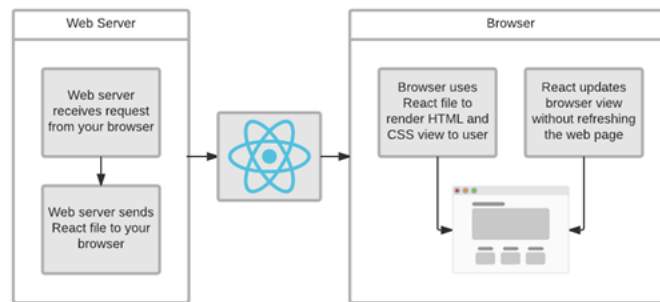 Web Server
Web server
receives request
from your browser
Web server sends
React file to your
browser
Browser
Browser uses
React file to
render HTML and
CSS view to user
React updates
browser view
without refreshing
the web page